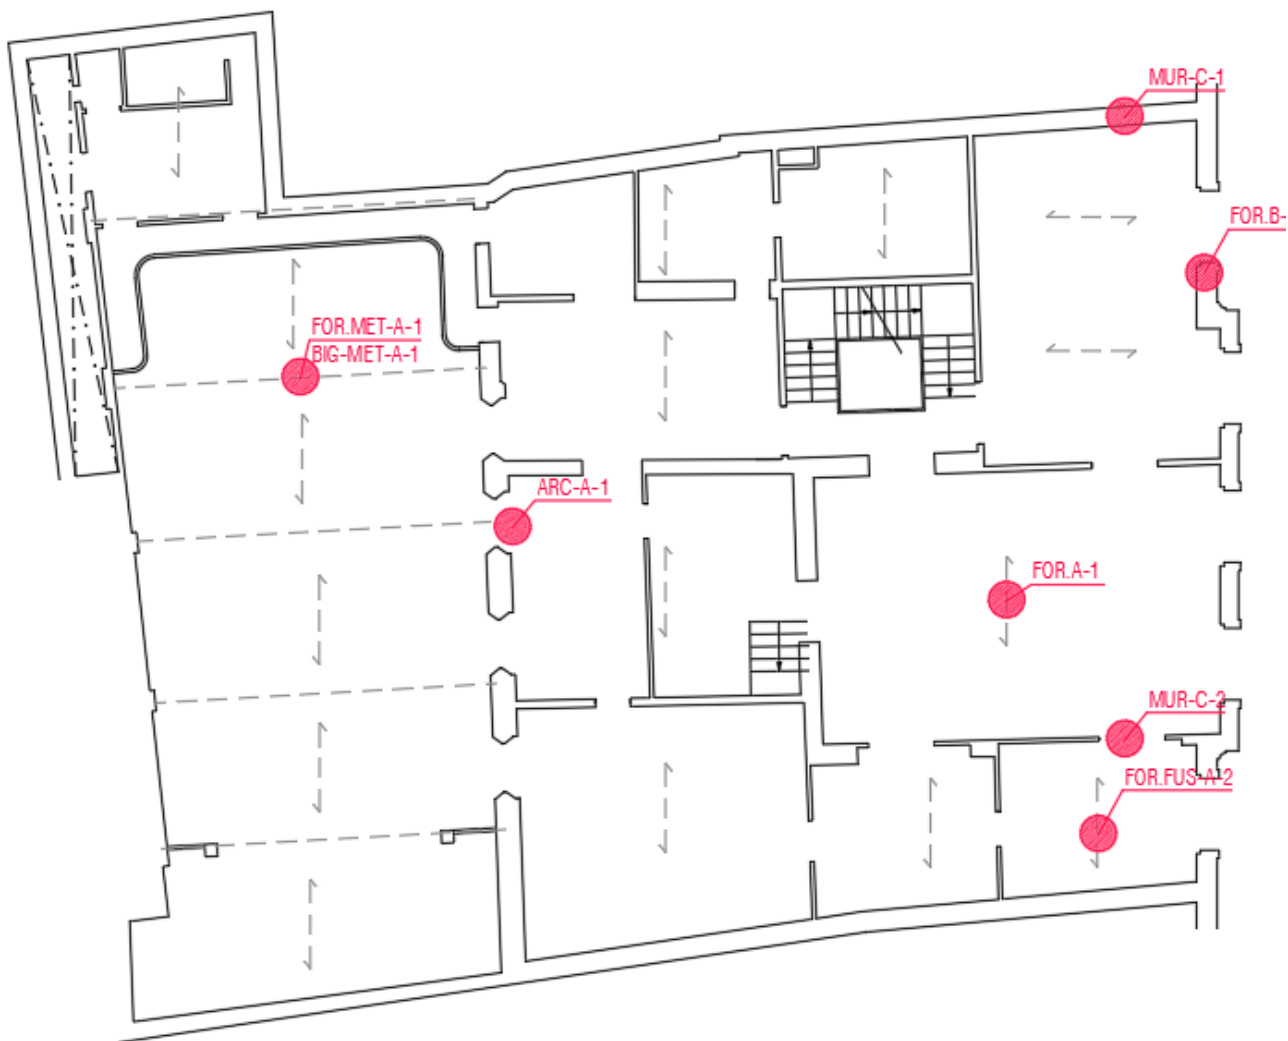 MUR-C-1
FOR.B-
FOR.MET-A-1
BIG-MET-A-1
ARC-A-1
FOR.A-1
MUR-C-2
FOR.FUS-A-2